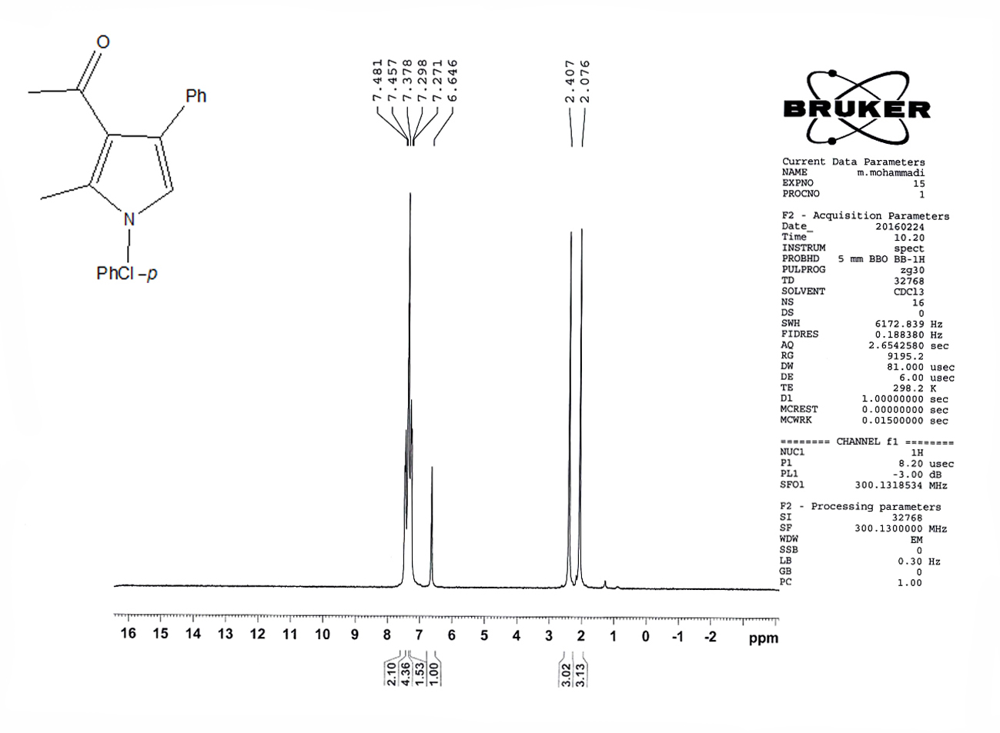 O
Ph
N
PhCl-p
7.481
7.457
7.378
7.298
7.271
6.646
2.407
2.076
BRUKER
Current Data Parameters
NAME m.mohammadi
EXPNO 15
PROCNO 1
F2 - Acquisition Parameters
Date_ 20160224
Time 10.20
INSTRUM spect
PROBHD 5 mm BBO BB-1H
PULPROG zg30
TD 32768
SOLVENT CDCl3
NS 16
DS 0
SWH 6172.839 Hz
FIDRES 0.188380 Hz
AQ 2.6542580 sec
RG 9195.2
DW 81.000 usec
DE 6.00 usec
TE 298.2 K
D1 1.00000000 sec
MCREST 0.00000000 sec
MCWRK 0.01500000 sec
======== CHANNEL f1 ========
NUC1 1H
P1 8.20 usec
PL1 -3.00 dB
SFO1 300.1318534 MHz
F2 - Processing parameters
SI 32768
SF 300.1300000 MHz
WDW EM
SSB 0
LB 0.30 Hz
GB 0
PC 1.00
16 15 14 13 12 11 10 9 8 7 6 5 4 3 2 1 0 -1 -2 ppm
2.10
4.36
1.53
1.00
3.02
3.13